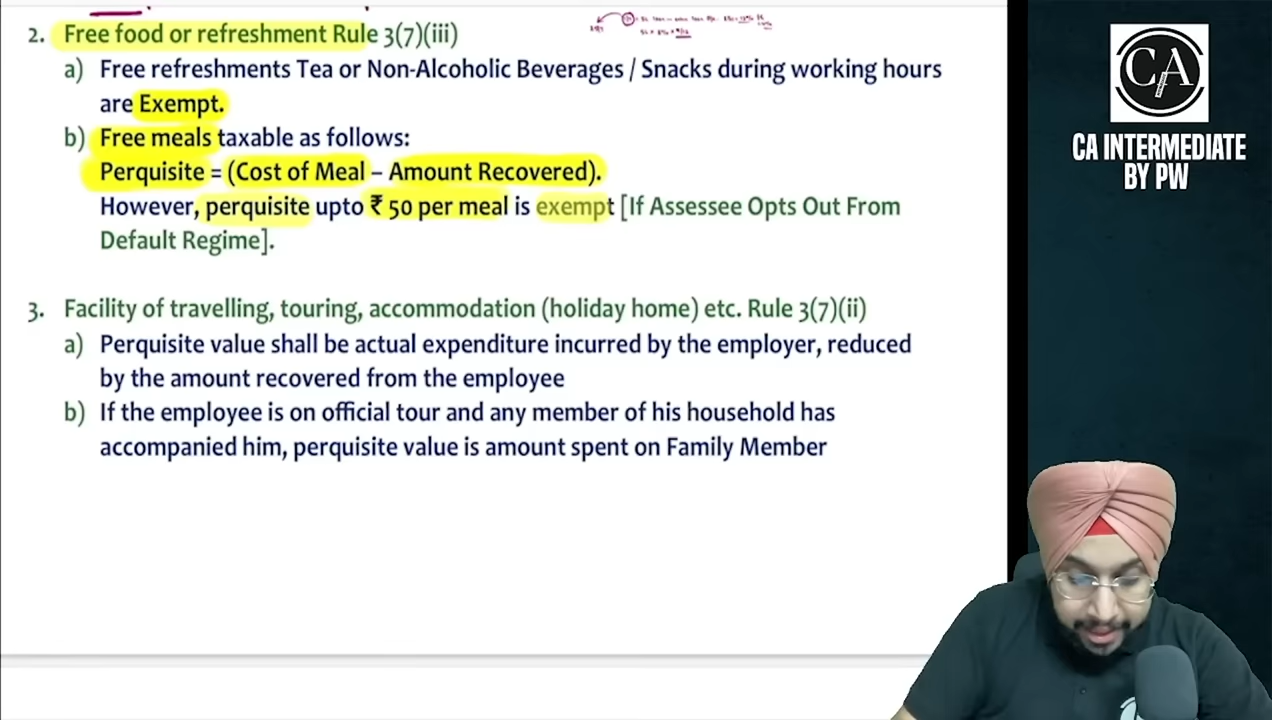 2. Free food or refreshment Rule 3(7)(iii)
a) Free refreshments Tea or Non-Alcoholic Beverages / Snacks during working hours
are Exempt.
b) Free meals taxable as follows:
Perquisite = (Cost of Meal – Amount Recovered).
However, perquisite upto ₹ 50 per meal is exempt [If Assessee Opts Out From
Default Regime].
3. Facility of travelling, touring, accommodation (holiday home) etc. Rule 3(7)(ii)
a) Perquisite value shall be actual expenditure incurred by the employer, reduced
by the amount recovered from the employee
b) If the employee is on official tour and any member of his household has
accompanied him, perquisite value is amount spent on Family Member
CA
CA INTERMEDIATE
BY PW